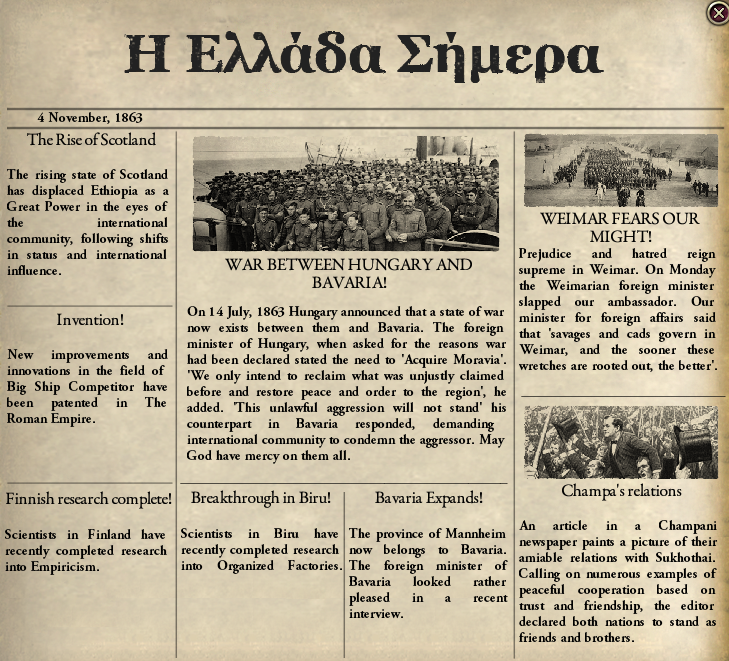 Η Ελλάδα Σήμερα
4 November, 1863
The Rise of Scotland
The rising state of Scotland
has displaced Ethiopia as a
Great Power in the eyes of
the international
community, following shifts
in status and international
influence.
Invention!
New improvements and
innovations in the field of
Big Ship Competitor have
been patented in The
Roman Empire.
Finnish research complete!
Scientists in Finland have
recently completed research
into Empiricism.
WAR BETWEEN HUNGARY AND
BAVARIA!
On 14 July, 1863 Hungary announced that a state of war
now exists between them and Bavaria. The foreign
minister of Hungary, when asked for the reasons war
had been declared stated the need to 'Acquire Moravia'.
'We only intend to reclaim what was unjustly claimed
before and restore peace and order to the region', he
added. 'This unlawful aggression will not stand' his
counterpart in Bavaria responded, demanding
international community to condemn the aggressor. May
God have mercy on them all.
Breakthrough in Biru!
Scientists in Biru have
recently completed research
into Organized Factories.
Bavaria Expands!
The province of Mannheim
now belongs to Bavaria.
The foreign minister of
Bavaria looked rather
pleased in a recent
interview.
WEIMAR FEARS OUR
MIGHT!
Prejudice and hatred reign
supreme in Weimar. On Monday
the Weimarian foreign minister
slapped our ambassador. Our
minister for foreign affairs said
that 'savages and cads govern in
Weimar, and the sooner these
wretches are rooted out, the better'.
Champa's relations
An article in a Champani
newspaper paints a picture of their
amiable relations with Sukhothai.
Calling on numerous examples of
peaceful cooperation based on
trust and friendship, the editor
declared both nations to stand as
friends and brothers.